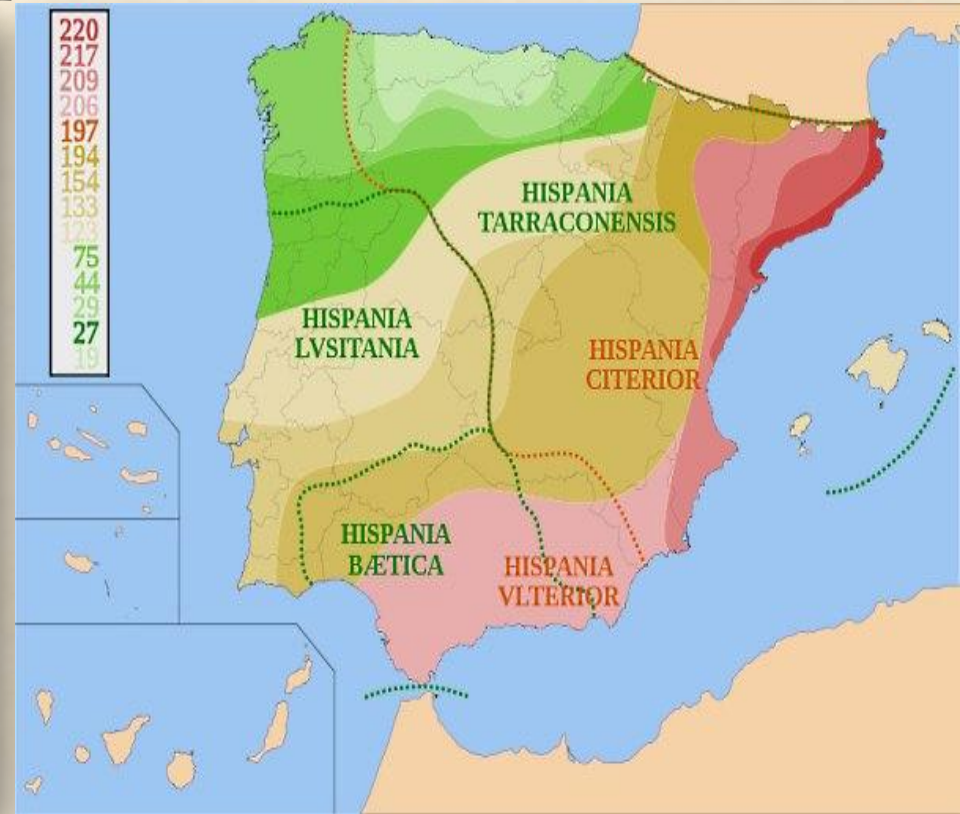 220
217
209
206
197
194
154
133
123
75
44
29
27
19
HISPANIA
TARRACONENSIS
HISPANIA
LVSITANIA
HISPANIA
CITERIOR
HISPANIA
BÆTICA
HISPANIA
VLTERIOR